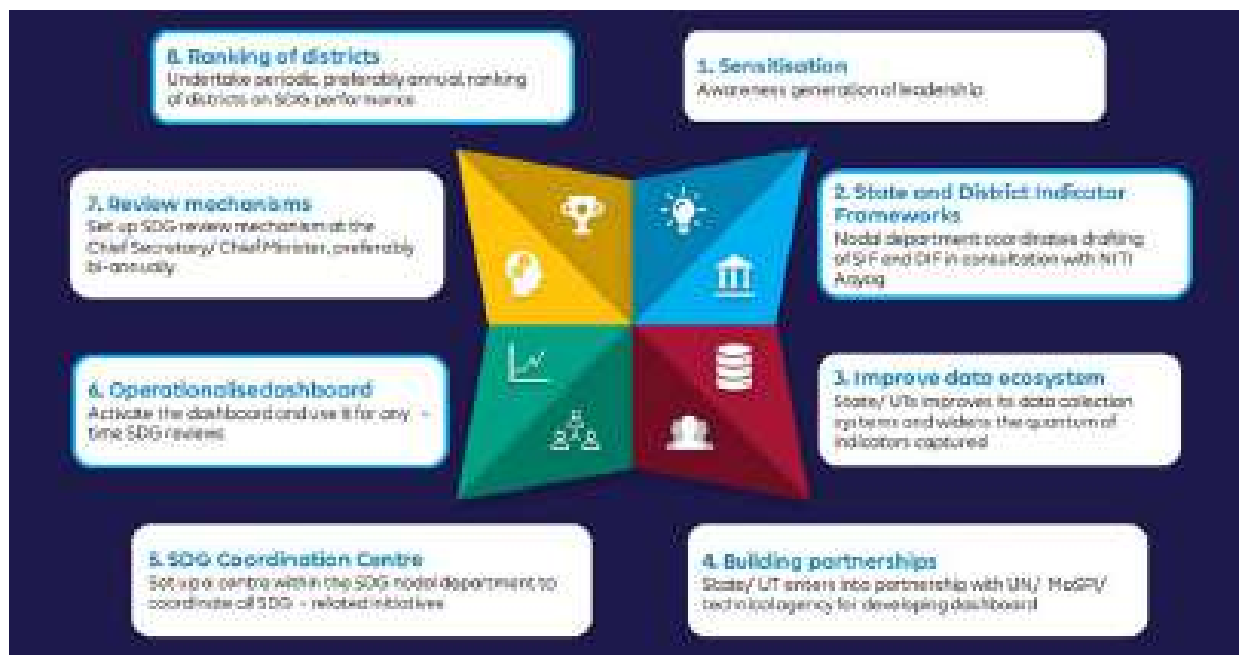 8. Ranking of districts
Undertake periodic, preferably annual, ranking
of districts on SDG performance
1. Sensitisation
Awareness generation of leadership
7. Review mechanisms
Set up SDG review mechanism at the
Chief Secretary/ Chief Minister, preferably
bi-annually
2. State and District Indicator
Frameworks
Nodal department coordinates drafting
of SIF and DIF in consultation with NITI
Aayog
6. Operationalise dashboard
Activate the dashboard and use it for any -
time SDG reviews
3. Improve data ecosystem
State/ UTs improves its data collection
systems and widens the quantum of
indicators captured
5. SDG Coordination Centre
Set up a centre within the SDG nodal department to
coordinate all SDG - related initiatives
4. Building partnerships
State/ UT enters into partnership with UN/ MoSPI/
technical agency for developing dashboard